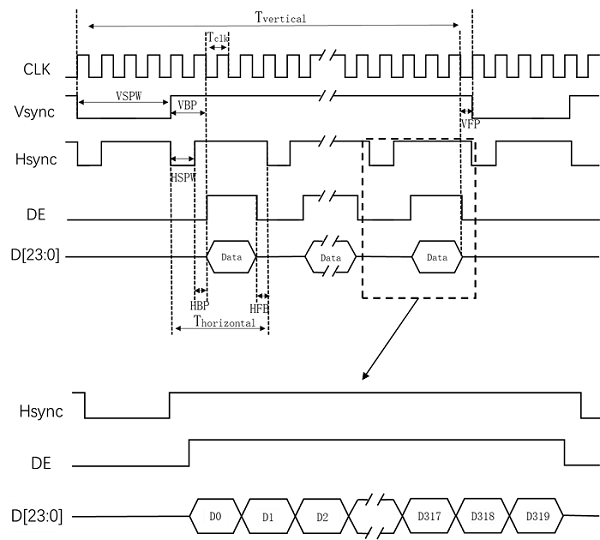 Tvertical
Tclk
CLK
VSPW
VBP
Vsync
VFP
Hsync
HSPW
DE
D[23:0]
Data
Data
Data
HBP
HFP
Thorizontal
Hsync
DE
D[23:0]
D0
D1
D2
D317
D318
D319